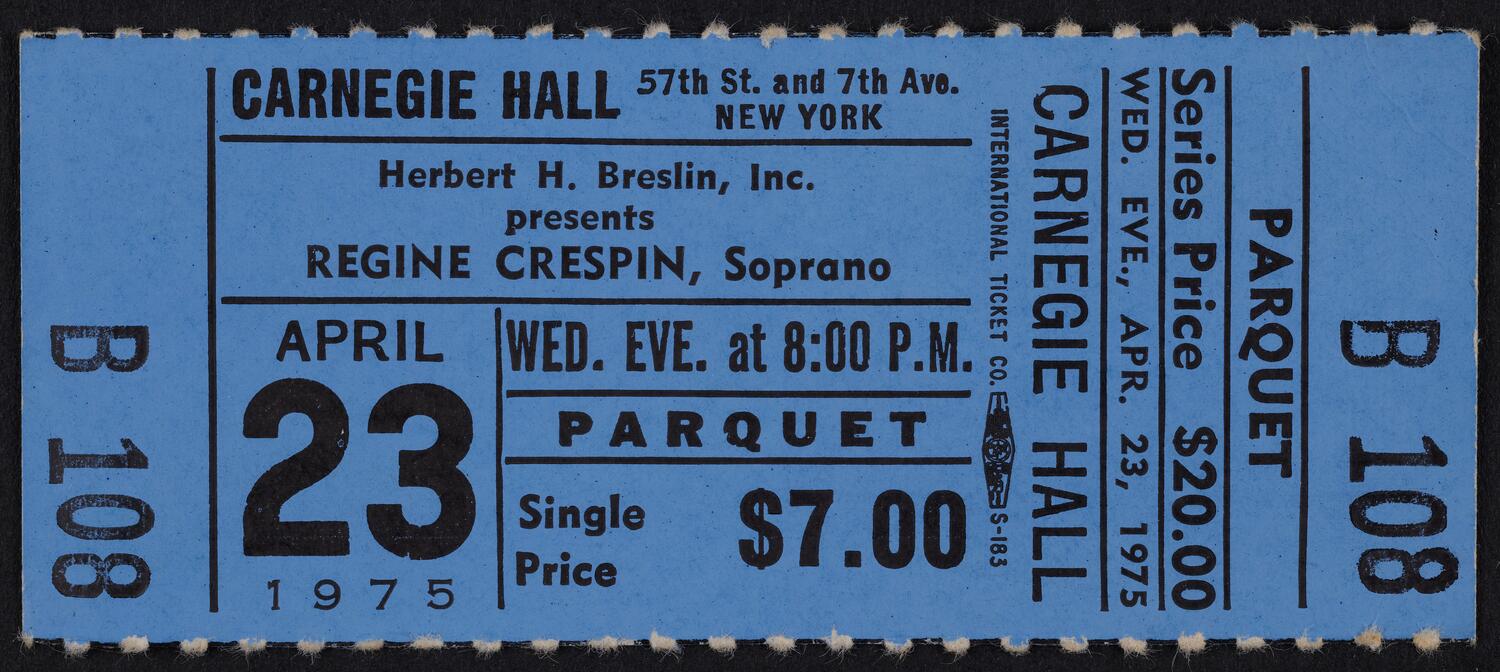 B 108
CARNEGIE HALL 57th St. and 7th Ave.
NEW YORK
Herbert H. Breslin, Inc.
presents
REGINE CRESPIN, Soprano
APRIL
23
1975
WED. EVE. at 8:00 P.M.
PARQUET
Single
Price
$7.00
INTERNATIONAL TICKET CO. S-183
CARNEGIE HALL
WED. EVE., APR. 23, 1975
Series Price $20.00
PARQUET
B 108